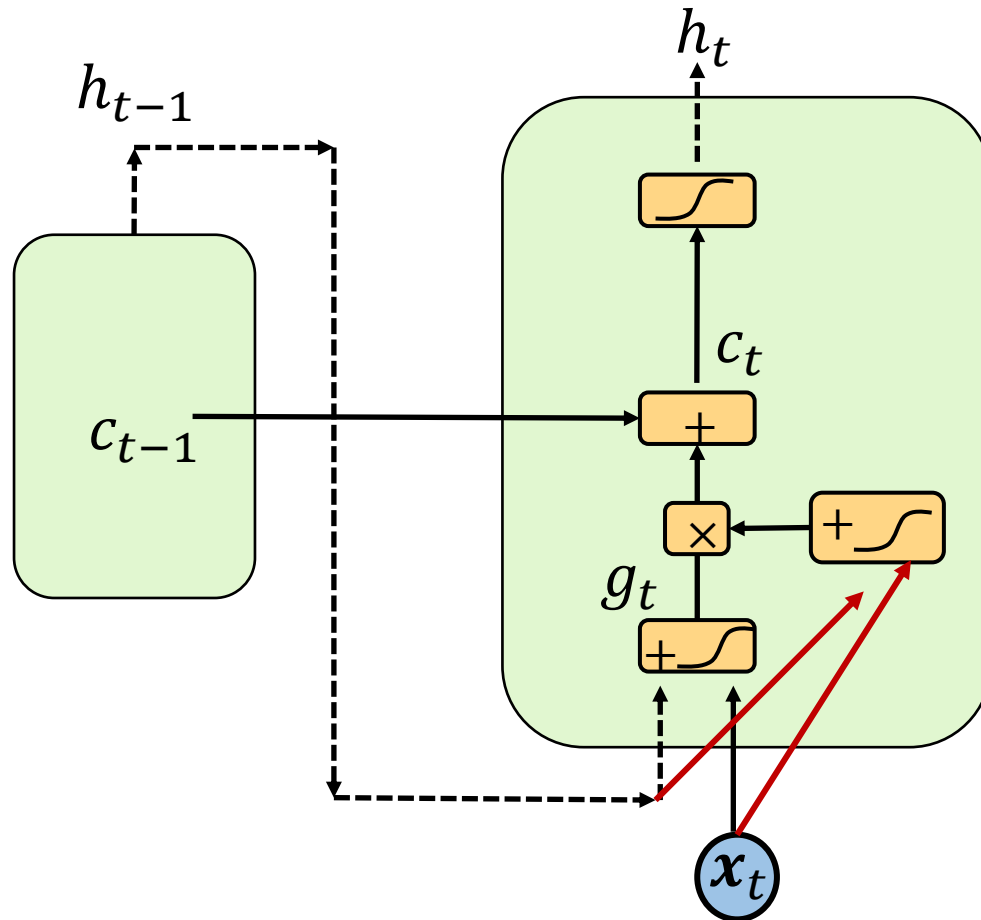 h_t
h_{t−1}
c_t
+
c_{t−1}
+
×
g_t
+
x_t